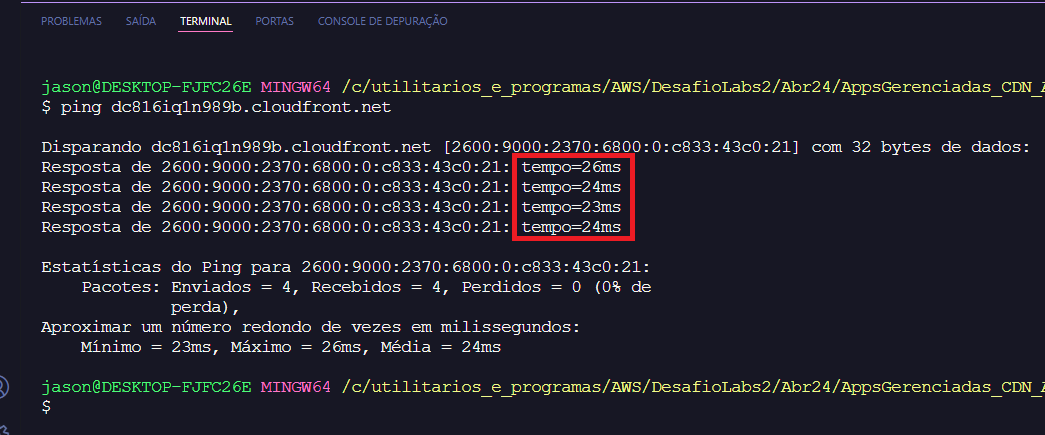 PROBLEMAS SAÍDA TERMINAL PORTAS CONSOLE DE DEPURAÇÃO
jason@DESKTOP-FJFC26E MINGW64 /c/utilitarios_e_programas/AWS/DesafioLabs2/Abr24/AppsGerenciadas_CDN_A
$ ping dc816iq1n989b.cloudfront.net
Disparando dc816iq1n989b.cloudfront.net [2600:9000:2370:6800:0:c833:43c0:21] com 32 bytes de dados:
Resposta de 2600:9000:2370:6800:0:c833:43c0:21: tempo=26ms
Resposta de 2600:9000:2370:6800:0:c833:43c0:21: tempo=24ms
Resposta de 2600:9000:2370:6800:0:c833:43c0:21: tempo=23ms
Resposta de 2600:9000:2370:6800:0:c833:43c0:21: tempo=24ms
Estatísticas do Ping para 2600:9000:2370:6800:0:c833:43c0:21:
Pacotes: Enviados = 4, Recebidos = 4, Perdidos = 0 (0% de
perda),
Aproximar um número redondo de vezes em milissegundos:
Mínimo = 23ms, Máximo = 26ms, Média = 24ms
jason@DESKTOP-FJFC26E MINGW64 /c/utilitarios_e_programas/AWS/DesafioLabs2/Abr24/AppsGerenciadas_CDN_A
$